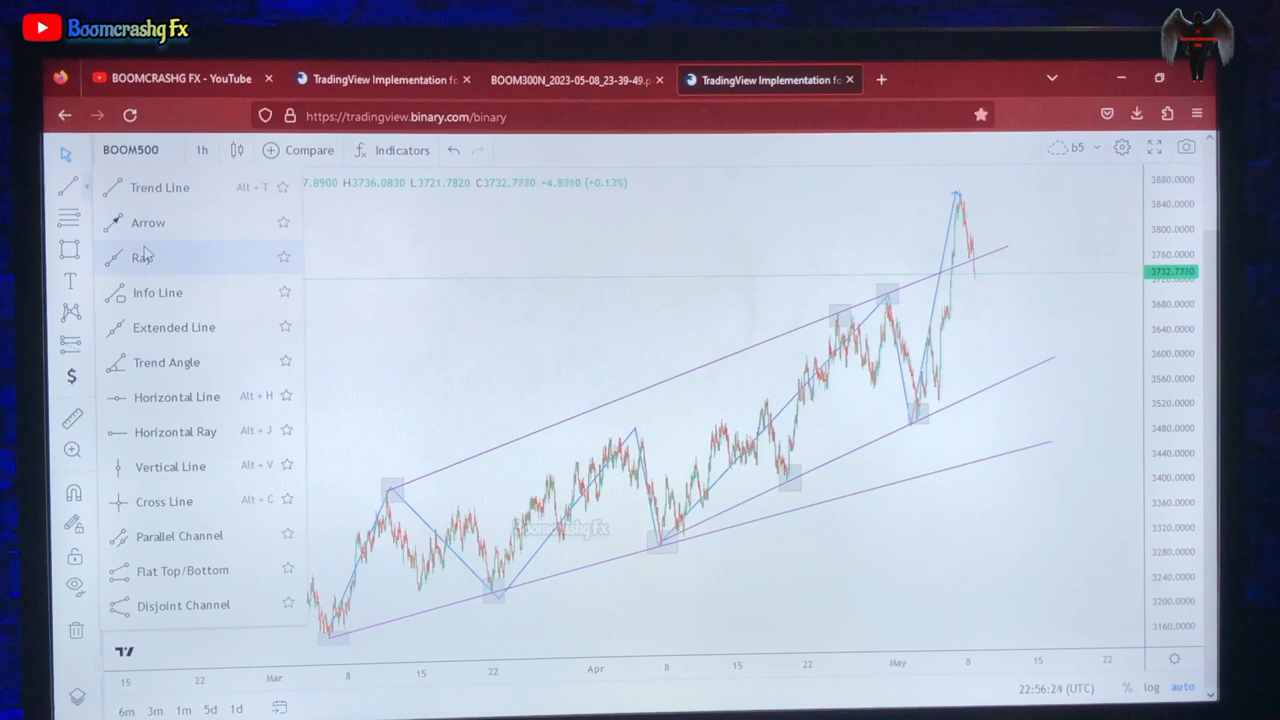 Boomcrashg Fx
BOOMCRASHG FX - YouTube
TradingView Implementation fo
BOOM300N_2023-05-08_23-39-49.p
TradingView Implementation fo
https://tradingview.binary.com/binary
BOOM500 1h Compare Indicators b5
Trend Line Alt + T
7.8900 H3736.0830 L3721.7820 C3732.7330 +4.8310 (+0.13%)
Arrow
Ray
Info Line
Extended Line
Trend Angle
Horizontal Line Alt + H
Horizontal Ray Alt + J
Vertical Line Alt + V
Cross Line Alt + C
Parallel Channel
Flat Top/Bottom
Disjoint Channel
Boomcrashg Fx
3880.0000
3840.0000
3800.0000
3760.0000
3732.7330
3680.0000
3640.0000
3600.0000
3560.0000
3520.0000
3480.0000
3440.0000
3400.0000
3360.0000
3320.0000
3280.0000
3240.0000
3200.0000
3160.0000
15 22 Mar 8 15 22 Apr 8 15 22 May 8 15 22
6m 3m 1m 5d 1d 22:56:24 (UTC) % log auto